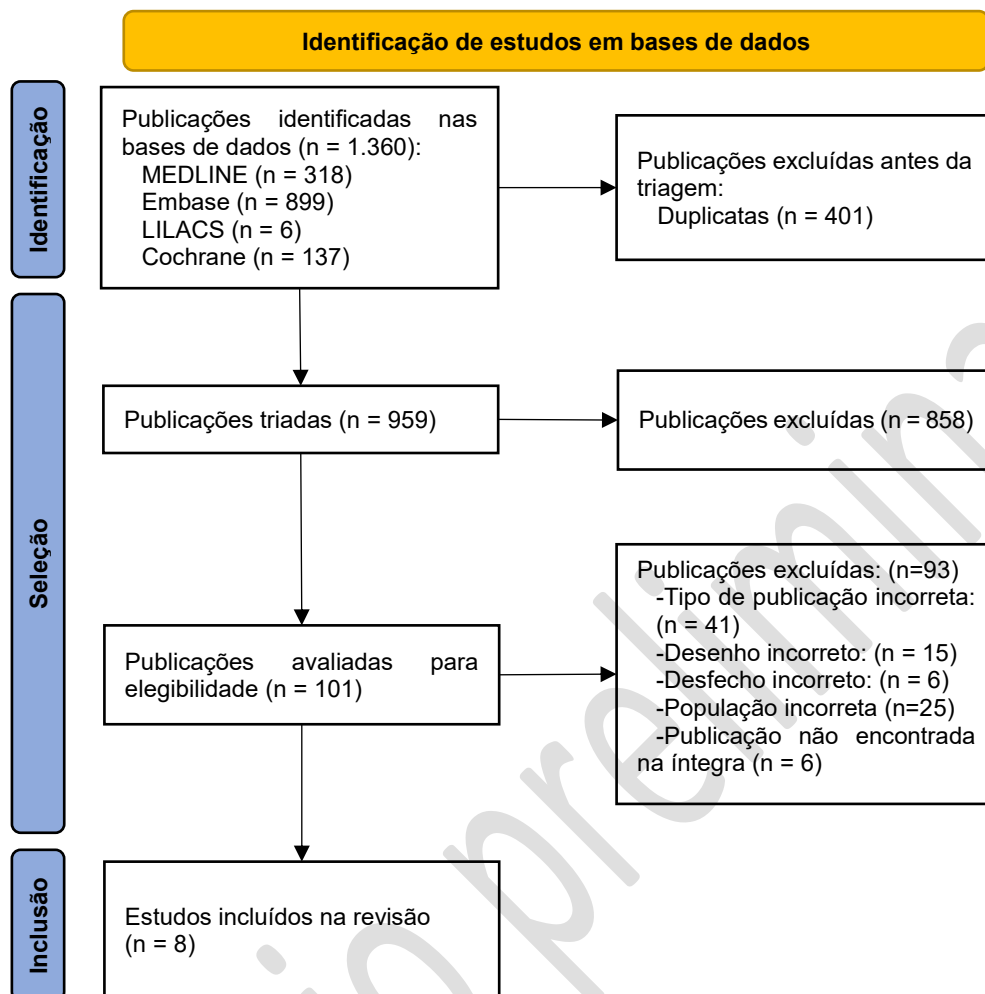 Identificação de estudos em bases de dados
Identificação
Publicações identificadas nas
bases de dados (n = 1.360):
MEDLINE (n = 318)
Embase (n = 899)
LILACS (n = 6)
Cochrane (n = 137)
Publicações excluídas antes da
triagem:
Duplicatas (n = 401)
Seleção
Publicações triadas (n = 959)
Publicações excluídas (n = 858)
Publicações avaliadas para
elegibilidade (n = 101)
Publicações excluídas: (n=93)
-Tipo de publicação incorreta:
(n = 41)
-Desenho incorreto: (n = 15)
-Desfecho incorreto: (n = 6)
-População incorreta (n=25)
-Publicação não encontrada
na íntegra (n = 6)
Inclusão
Estudos incluídos na revisão
(n = 8)